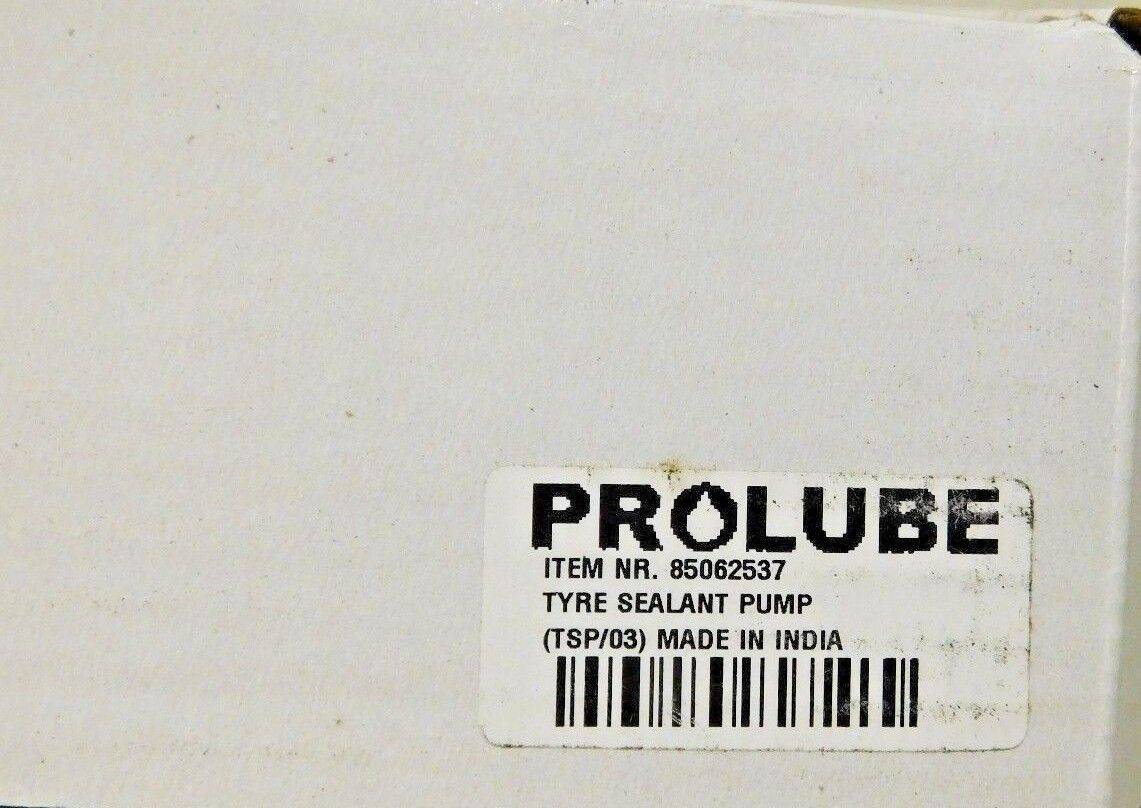 PROLUBE
ITEM NR. 85062537
TYRE SEALANT PUMP
(TSP/03) MADE IN INDIA